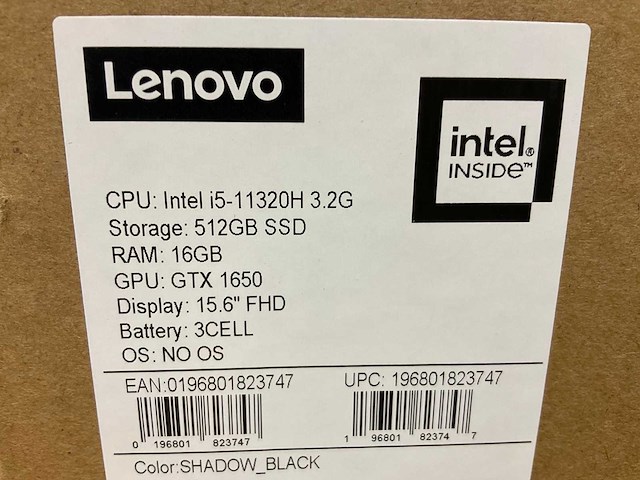 Lenovo
intel®
INSIDE™
CPU: Intel i5-11320H 3.2G
Storage: 512GB SSD
RAM: 16GB
GPU: GTX 1650
Display: 15.6" FHD
Battery: 3CELL
OS: NO OS
EAN:0196801823747 UPC: 196801823747
0 196801 823747 1 96801 82374 7
Color:SHADOW_BLACK